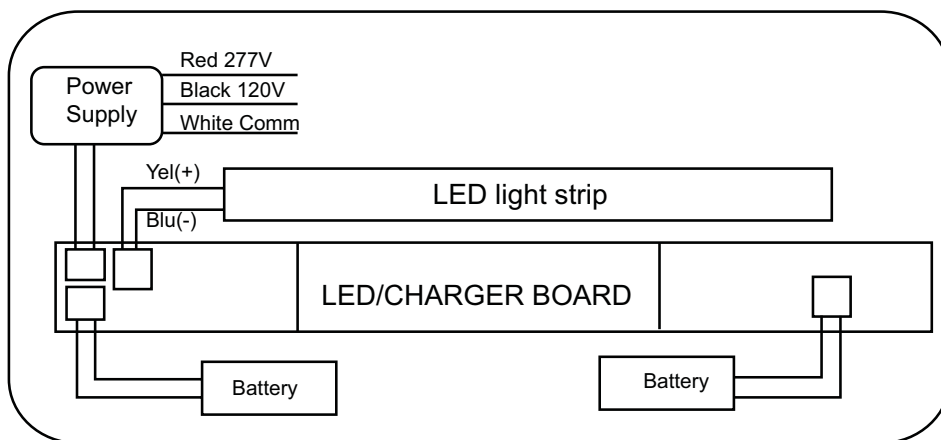 Red 277V
Power
Supply
Black 120V
White Comm
Yel(+)
LED light strip
Blu(-)
LED/CHARGER BOARD
Battery
Battery